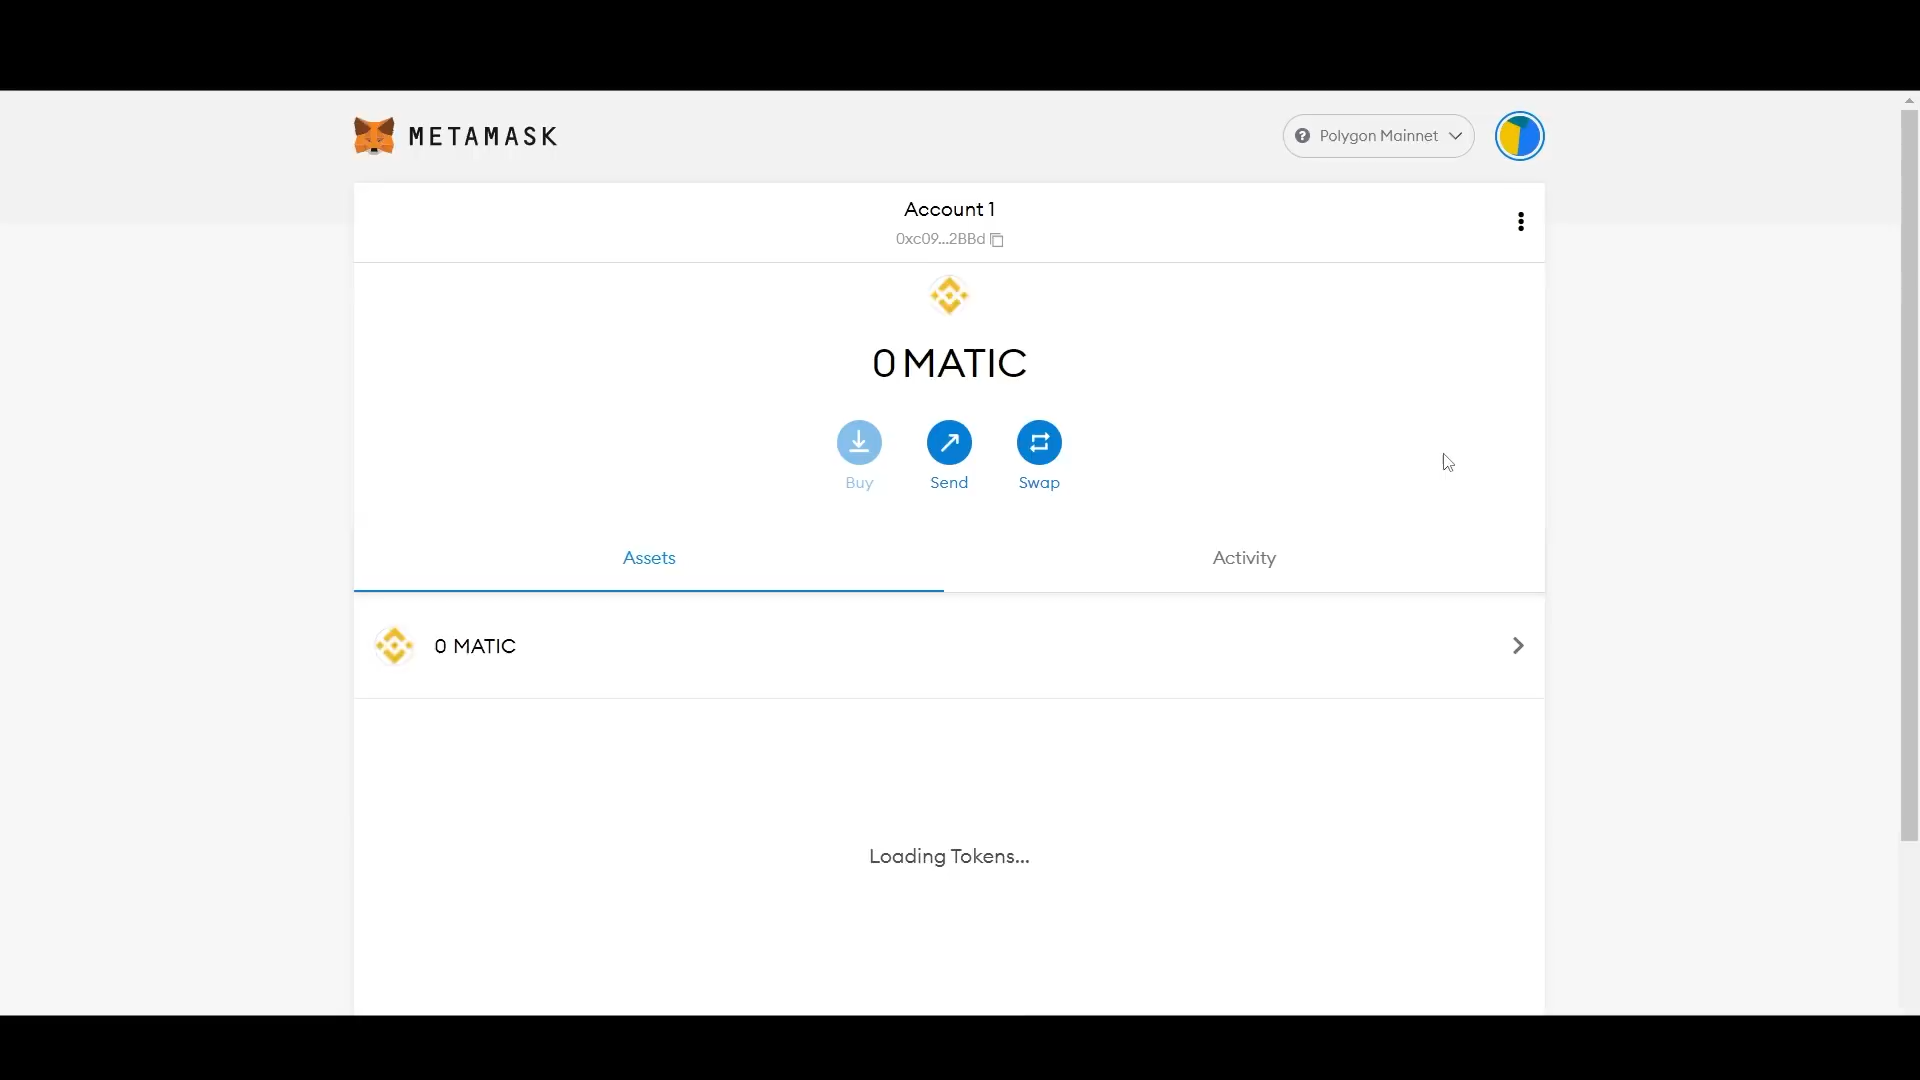 METAMASK
Polygon Mainnet
Account 1
0xc09...2BBd
0 MATIC
Buy
Send
Swap
Assets
Activity
0 MATIC
Loading Tokens...